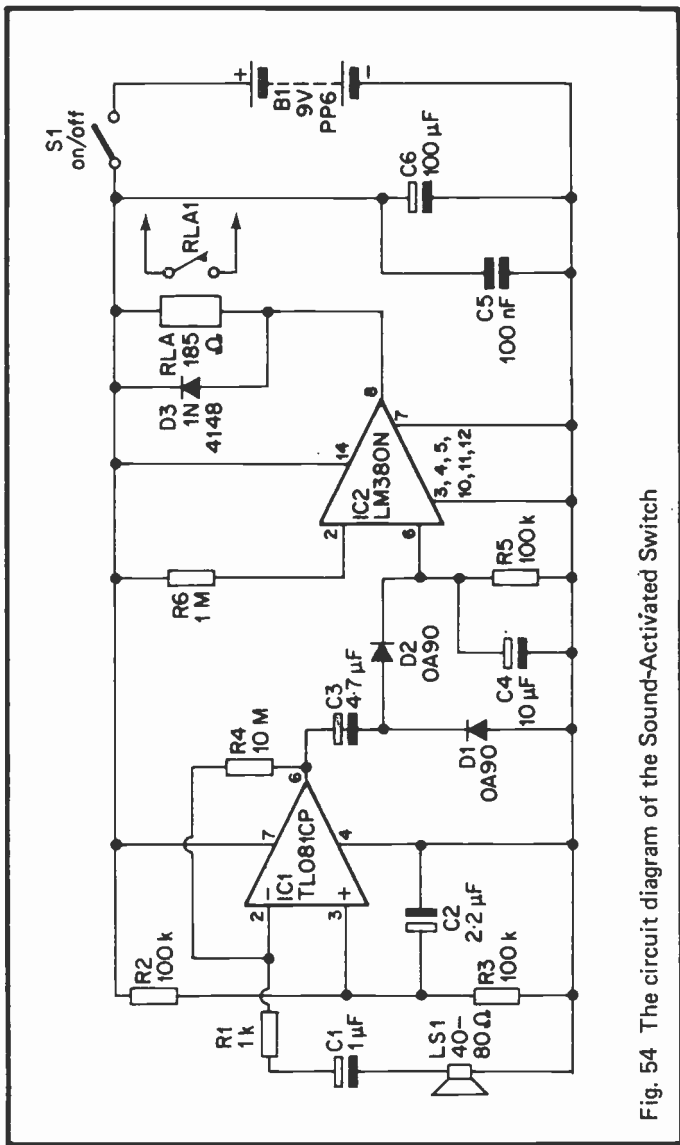 S1
on/off
+
B1
9V
PP6
-
RLA1
C6
100 µF
C5
100 nF
RLA
185
Ω
D3
1N
4148
8
14
7
IC2
LM380N
3, 4, 5,
10, 11, 12
2
6
R6
1 M
R5
100k
D2
OA90
C4
10 µF
C3
4·7 µF
D1
OA90
R4
10 M
6
7
IC1
TL081CP
4
2
-
3
+
C2
2·2 µF
R2
100 k
R3
100k
R1
1k
C1
1 µF
LS1
40-
80Ω
Fig. 54 The circuit diagram of the Sound-Activated Switch